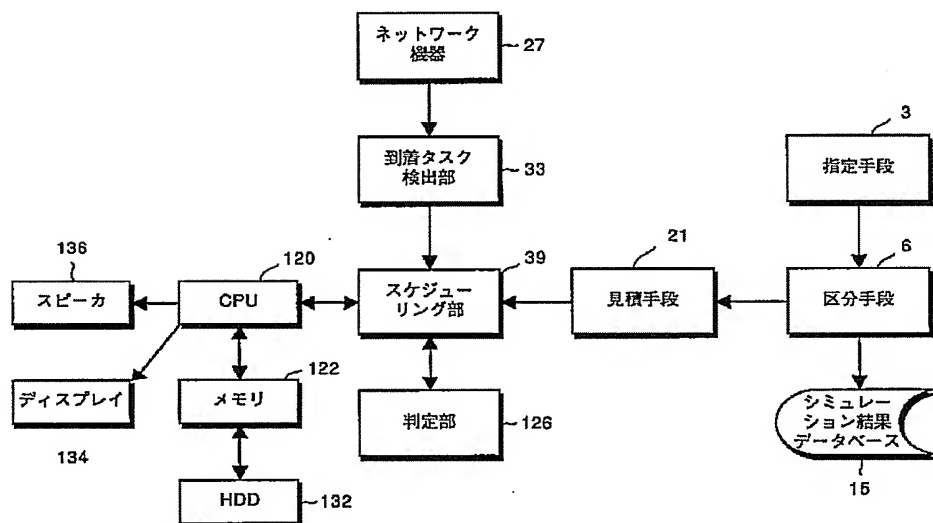 ネットワーク
機器
27
到着タスク
検出部
33
3
指定手段
136
スピーカ
120
CPU
39
スケジュー
リング部
21
見積手段
6
区分手段
ディスプレイ
134
122
メモリ
判定部
126
シミュレー
ション結果
データベース
15
HDD
132